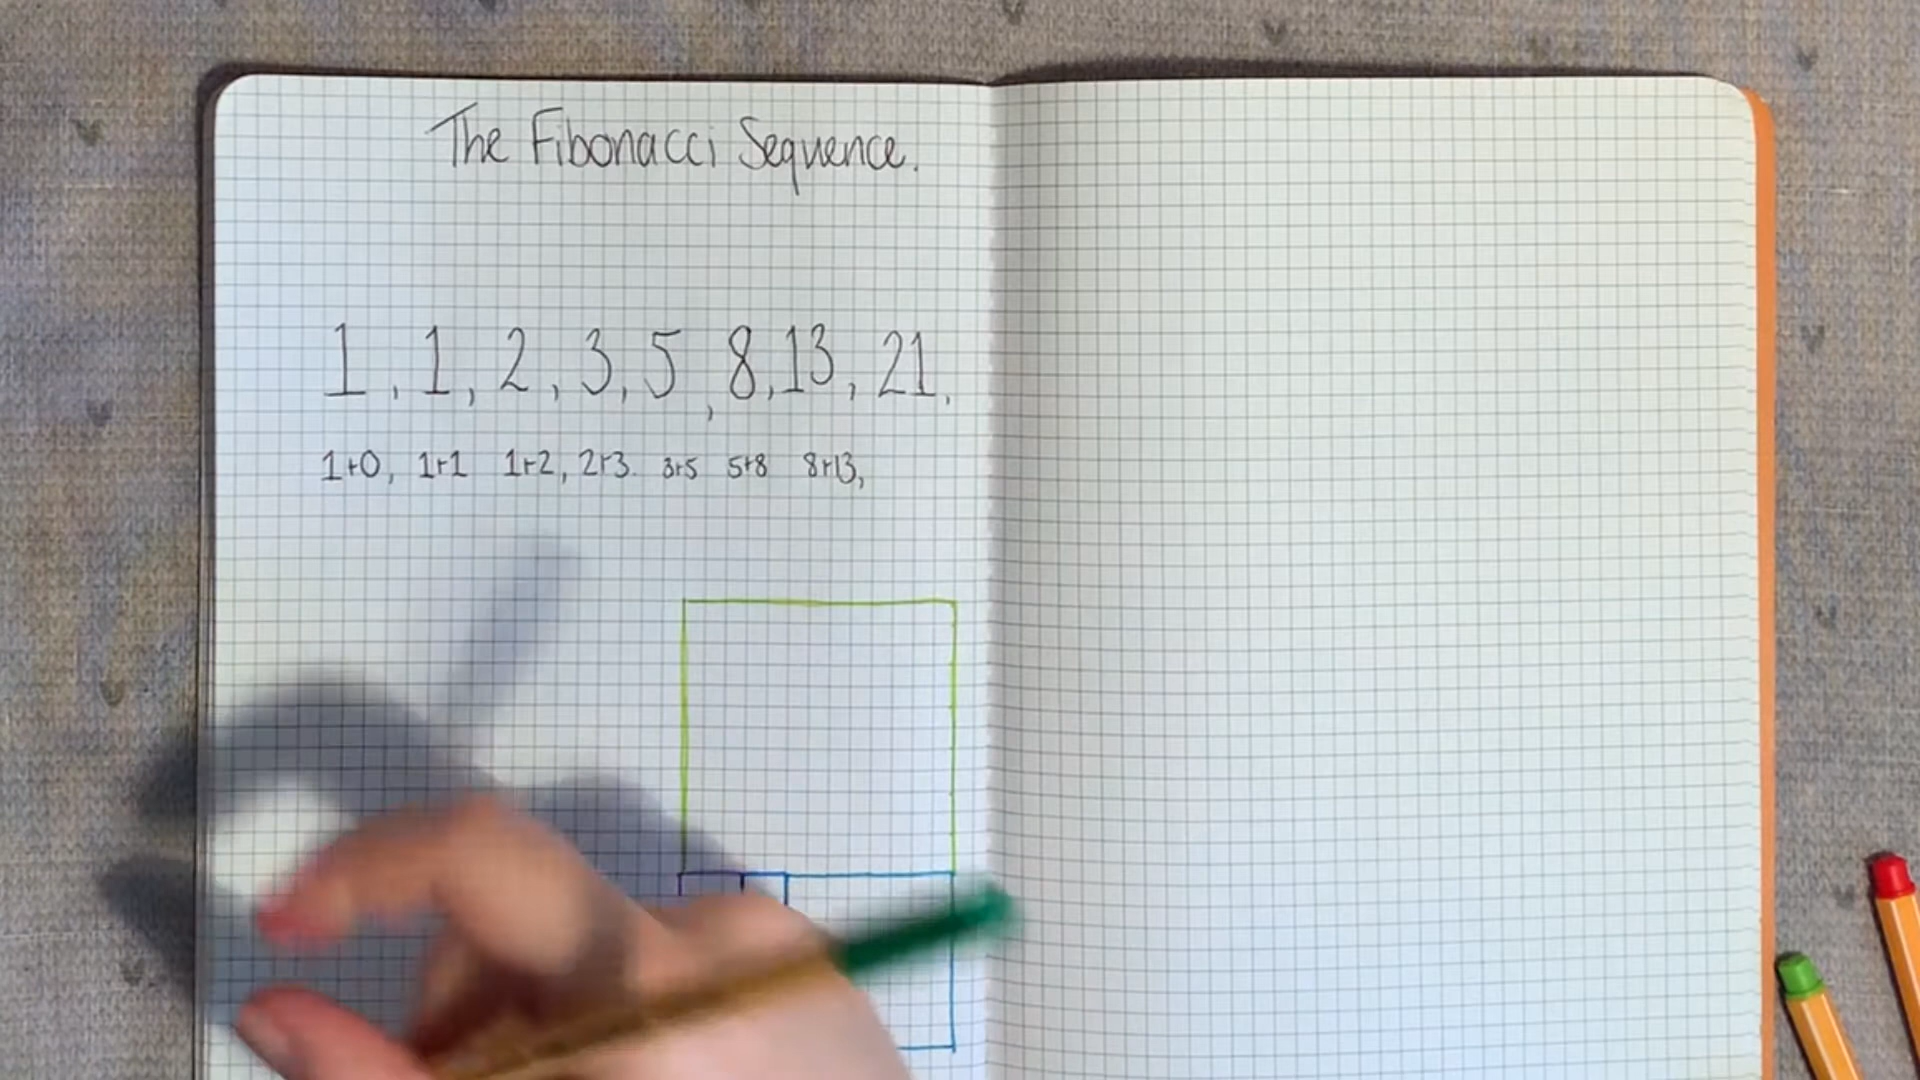 The Fibonacci Sequence.
1, 1, 2, 3, 5, 8, 13, 21,
1+0, 1+1 1+2, 2+3. 3+5 5+8 8+13,